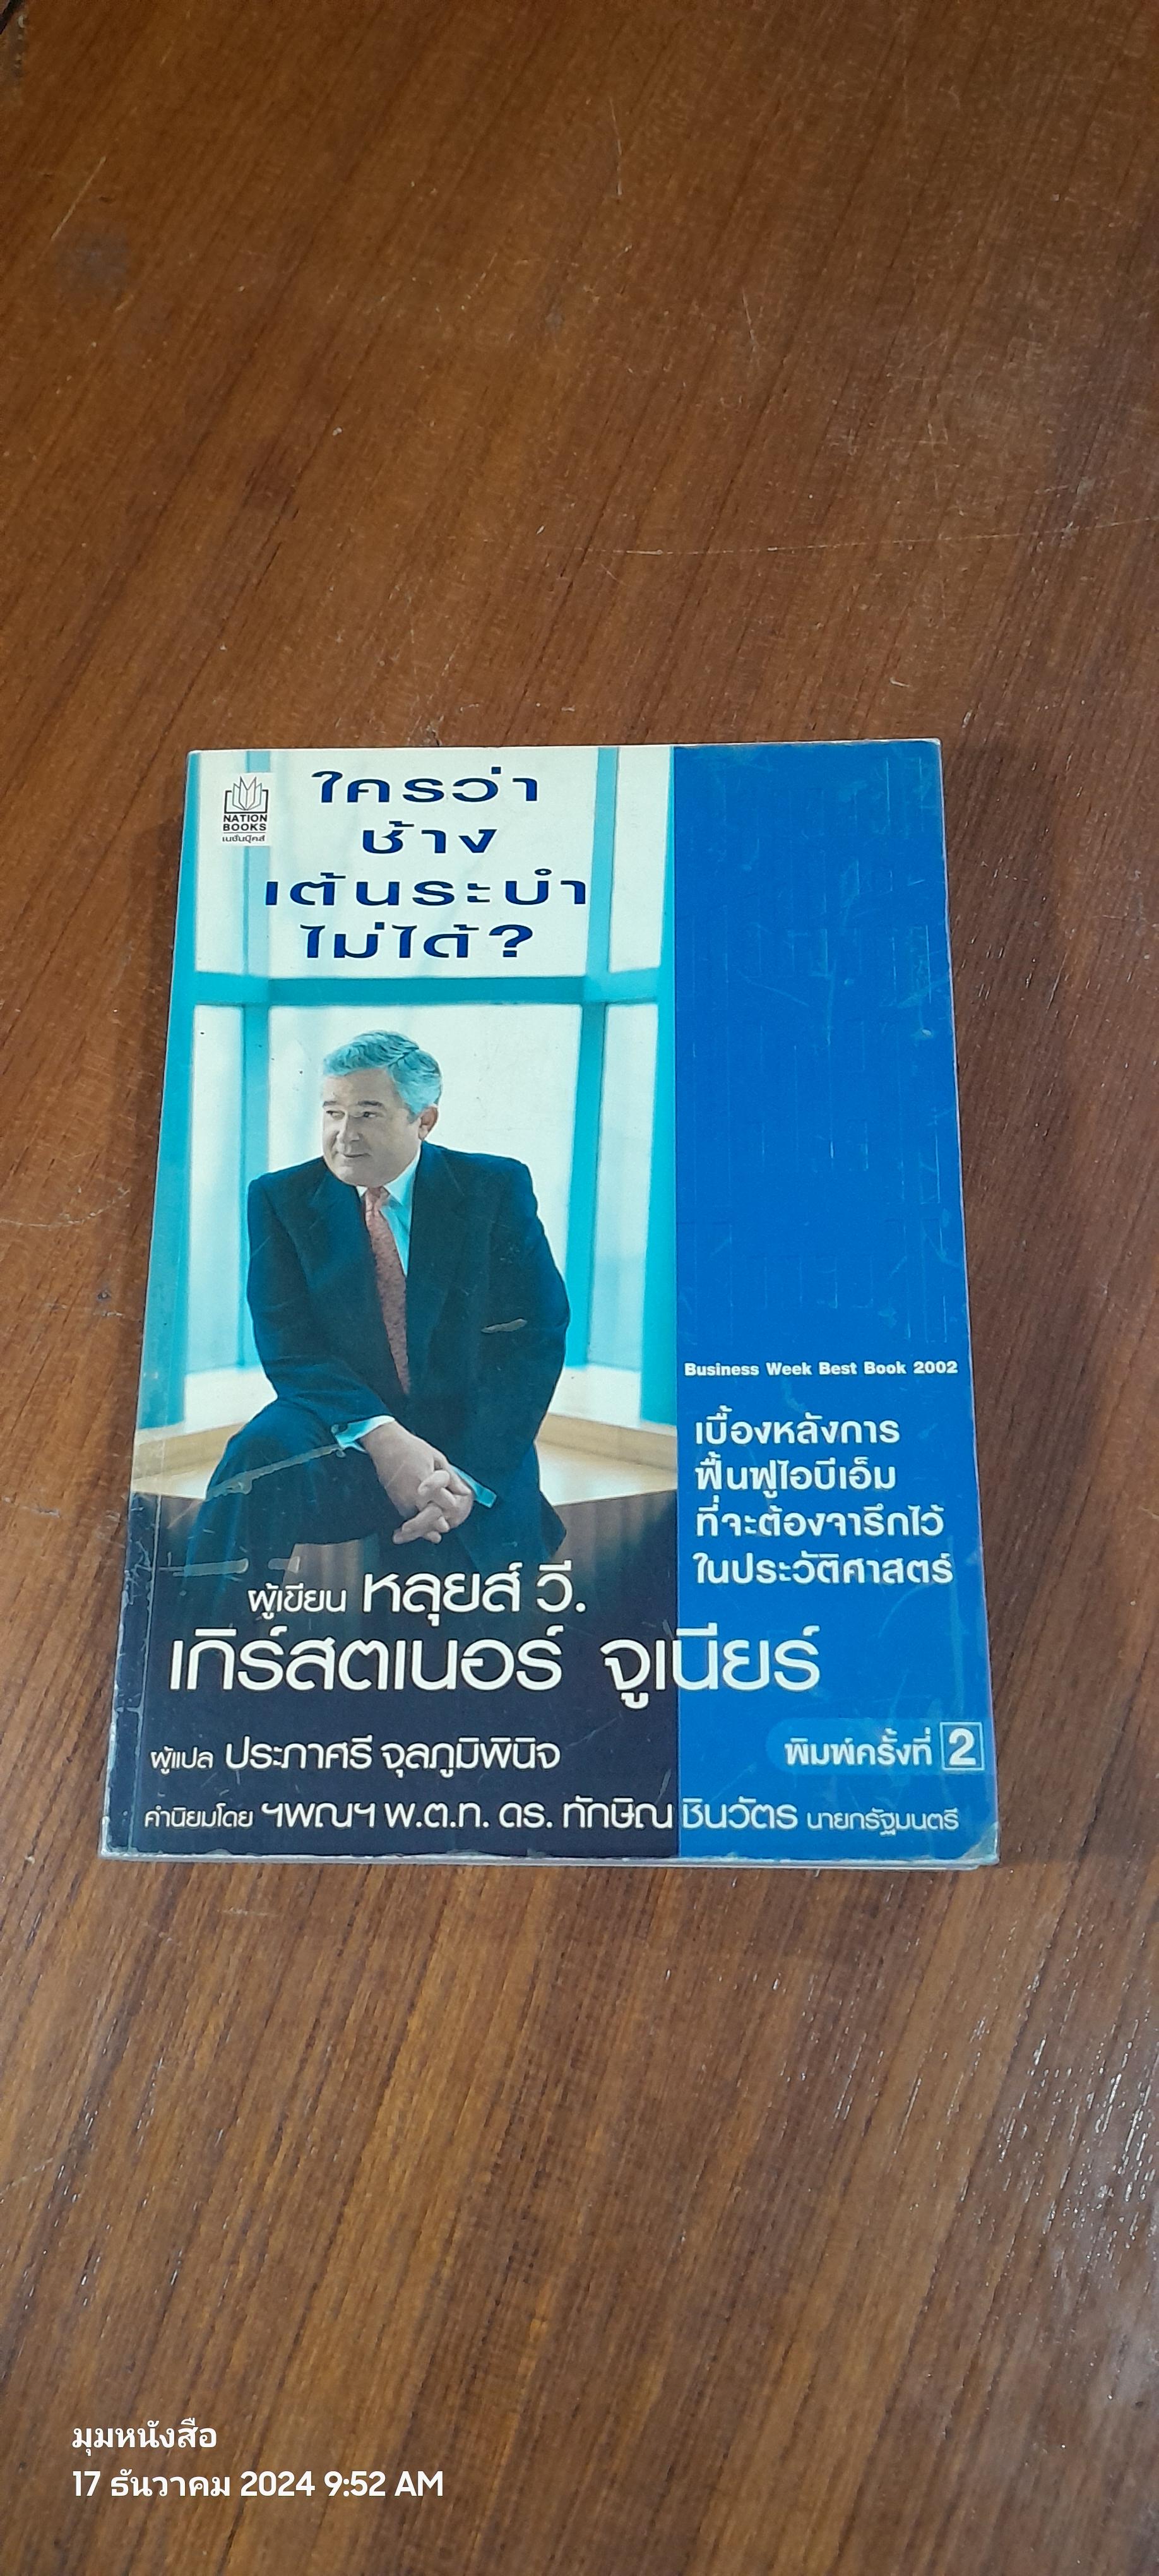 NATION
BOOKS
เนชั่นบุ๊คส์
ใครว่า
ช้าง
เต้นระบำ
ไม่ได้?
Business Week Best Book 2002
เบื้องหลังการ
ฟื้นฟูไอบีเอ็ม
ที่จะต้องจารึกไว้
ในประวัติศาสตร์
ผู้เขียน หลุยส์ วี.
เกิร์สตเนอร์ จูเนียร์
ผู้แปล ประภาศรี จุลภูมิพินิจ
พิมพ์ครั้งที่ 2
คำนิยมโดย ฯพณฯ พ.ต.ท. ดร. ทักษิณ ชินวัตร นายกรัฐมนตรี
มุมหนังสือ
17 ธันวาคม 2024 9:52 AM